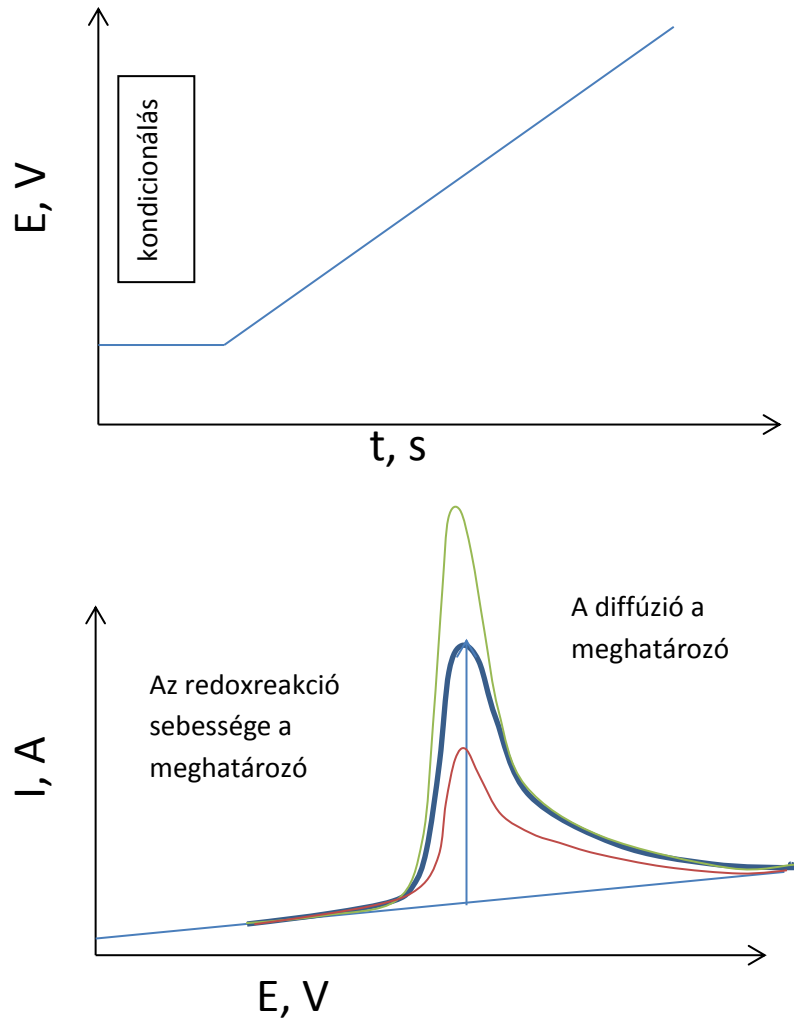 E, V
kondicionálás
t, s
A diffúzió a
meghatározó
Az redoxreakció
sebessége a
meghatározó
I, A
E, V